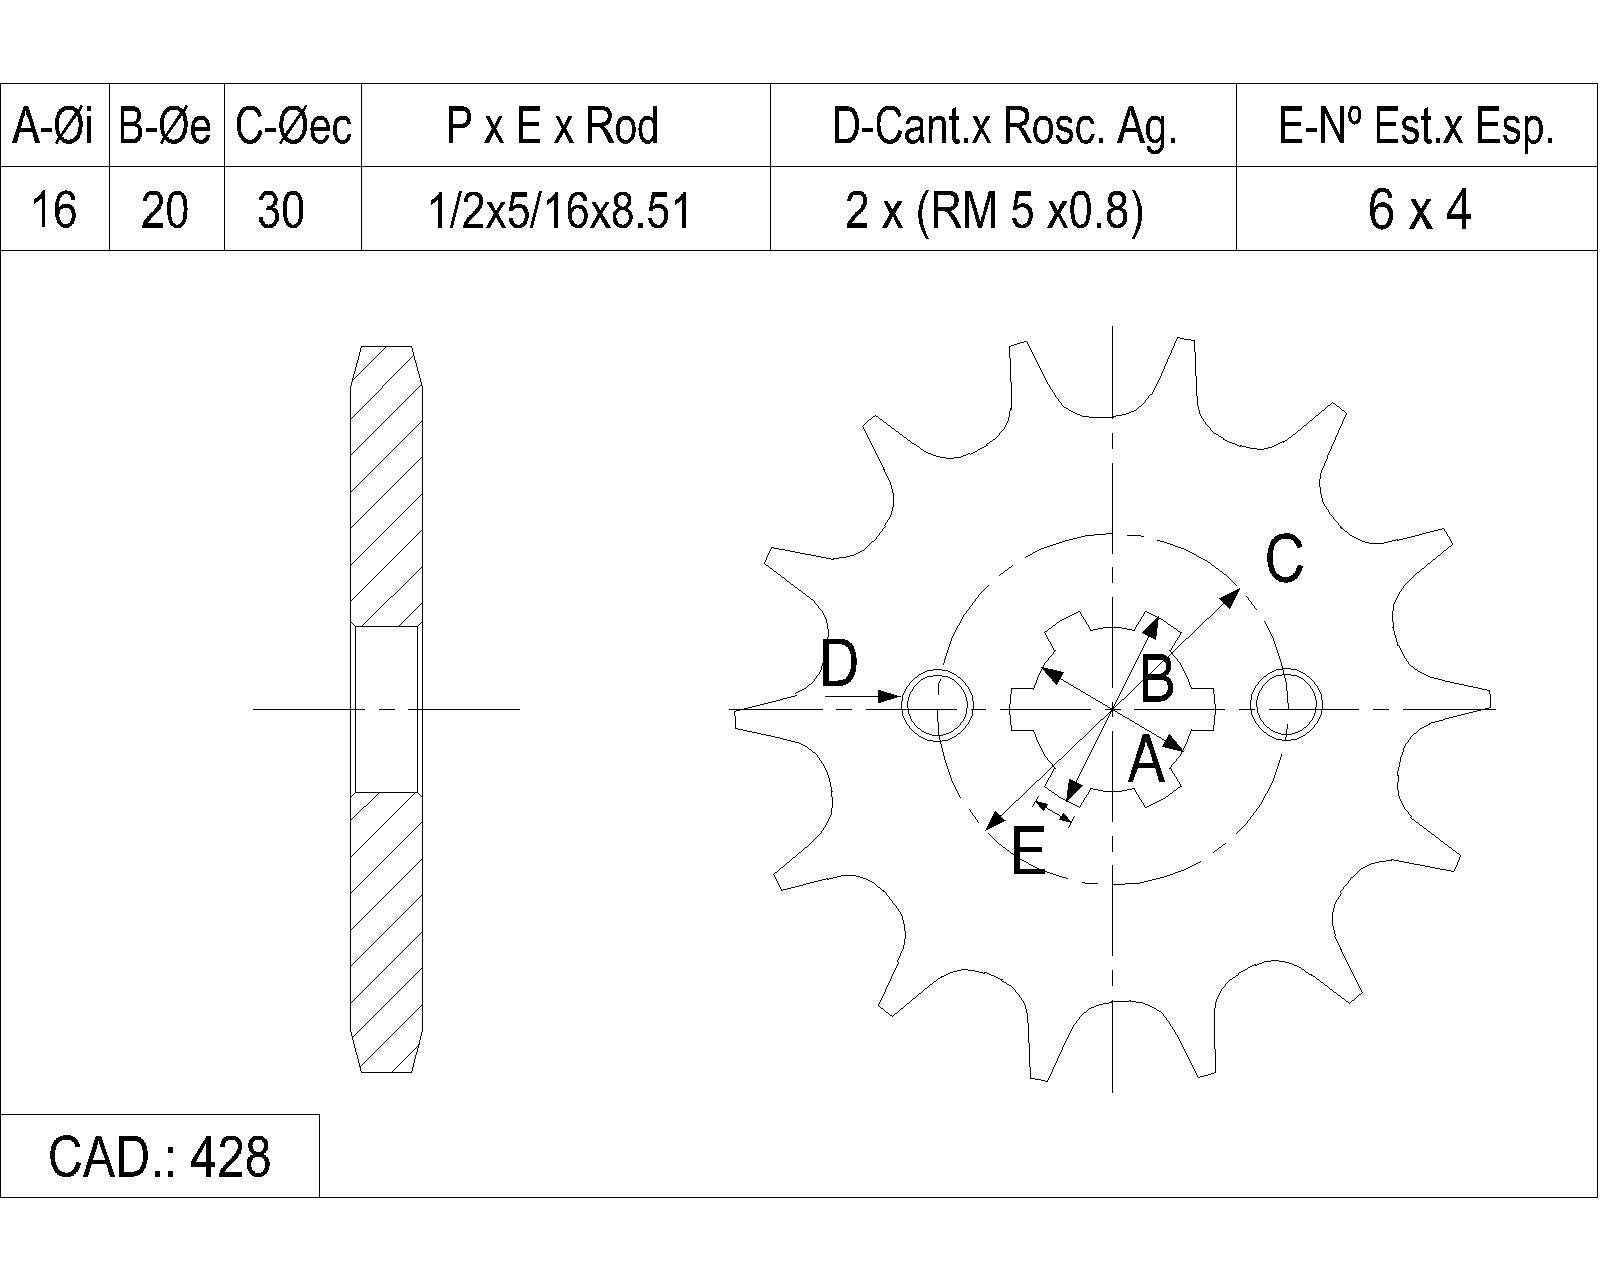 A-Øi B-Øe C-Øec P x E x Rod D-Cant.x Rosc. Ag. E-Nº Est.x Esp.
16 20 30 1/2x5/16x8.51 2 x (RM 5 x0.8) 6 x 4
C
D
B
A
E
CAD.: 428